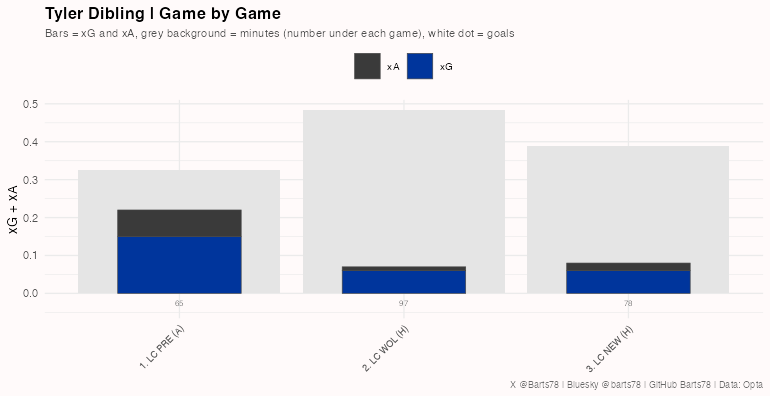 Tyler Dibling | Game by Game
Bars = xG and xA, grey background = minutes (number under each game), white dot = goals
xA xG
xG + xA
0.5
0.4
0.3
0.2
0.1
0.0
65 97 78
1. LC PRE (A) 2. LC WOL (H) 3. LC NEW (H)
X @Barts78 | Bluesky @barts78 | GitHub Barts78 | Data: Opta